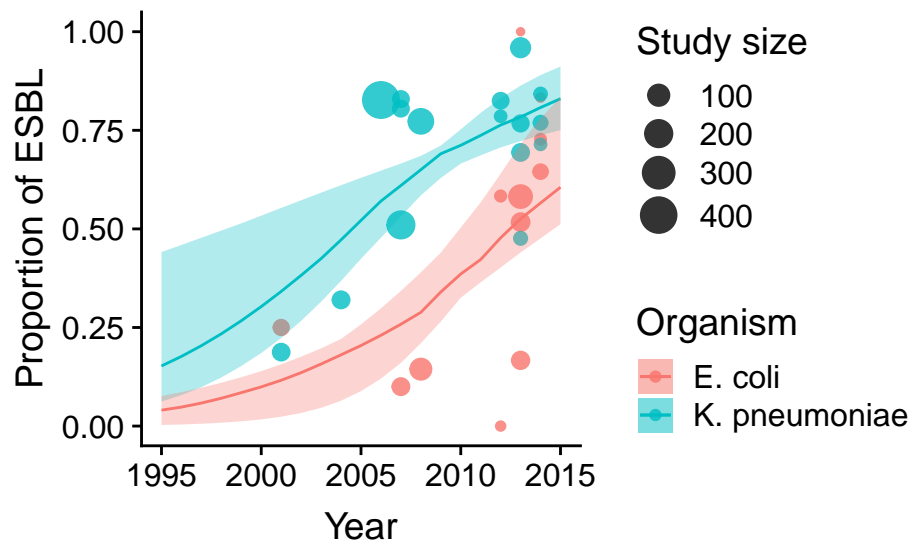 Proportion of ESBL
1.00
0.75
0.50
0.25
0.00
1995 2000 2005 2010 2015
Year
Study size
100
200
300
400
Organism
E. coli
K. pneumoniae